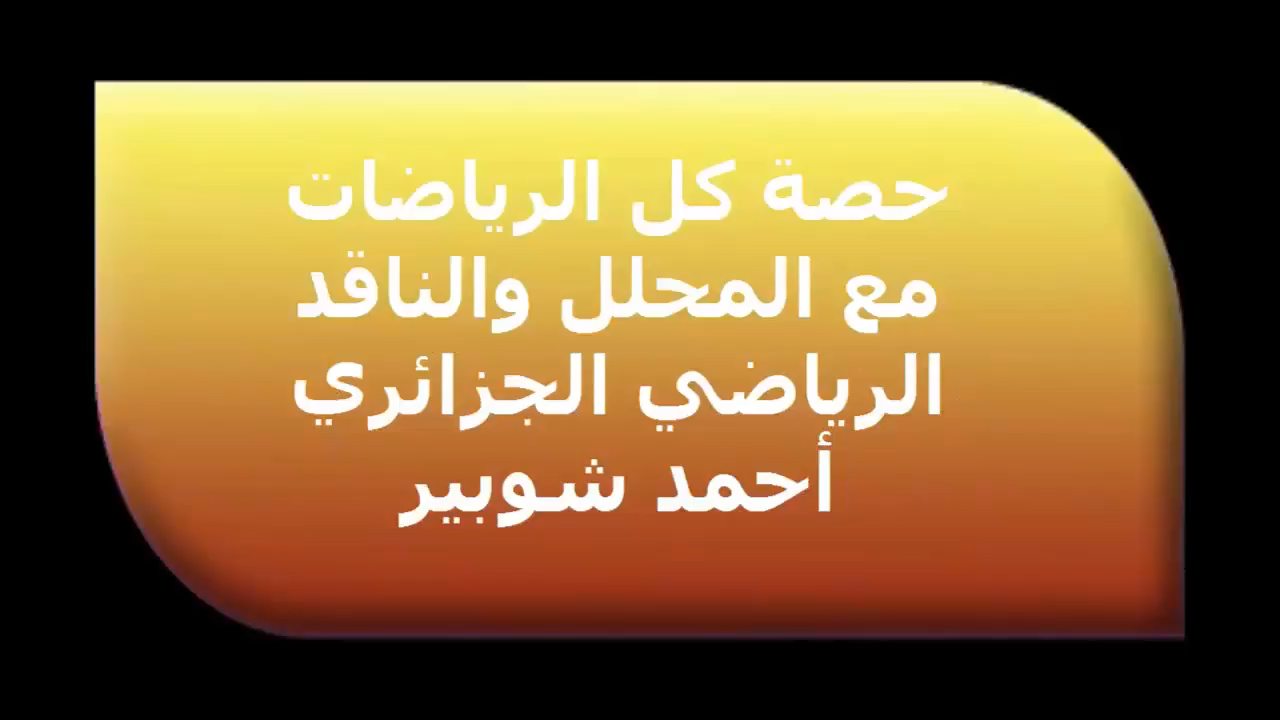 حصة كل الرياضات
مع المحلل والناقد
الرياضي الجزائري
أحمد شوبير